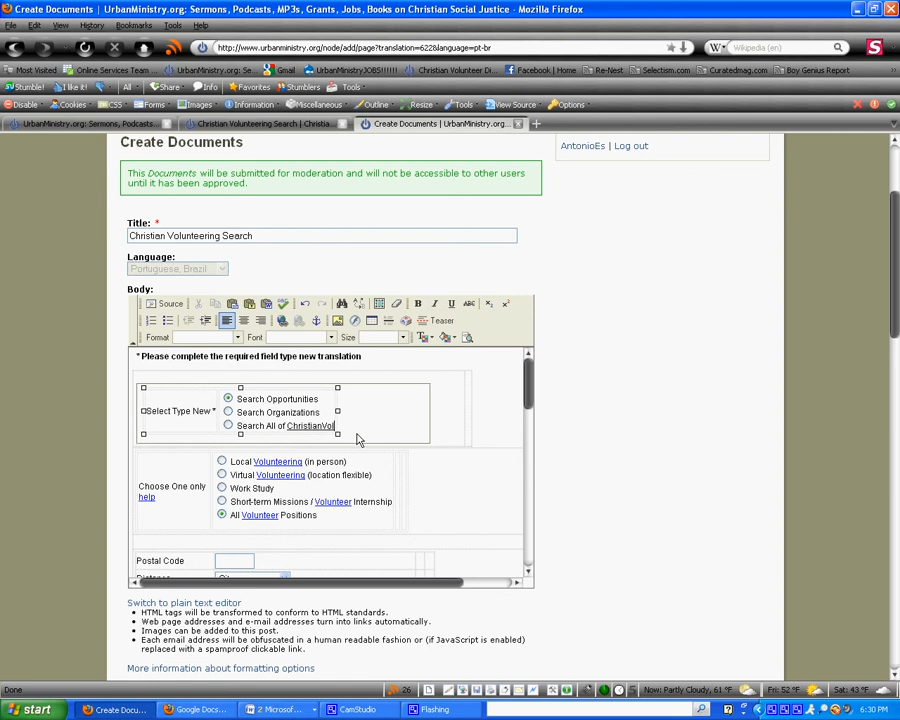 Create Documents | UrbanMinistry.org: Sermons, Podcasts, MP3s, Grants, Jobs, Books on Christian Social Justice - Mozilla Firefox
File Edit View History Bookmarks Tools Help
http://www.urbanministry.org/node/add/page?translation=622&language=pt-br
W Wikipedia (en)
S
Most Visited Online Services Team ... UrbanMinistry.org: Se... Gmail UrbanMinistryJOBS!!!!!! Christian Volunteer Di... Facebook | Home Re-Nest Selectism.com Curatedmag.com Boy Genius Report
Stumble! I like it! All Share Info Favorites Stumblers Tools
Disable Cookies CSS Forms Images Information Miscellaneous Outline Resize Tools View Source Options
UrbanMinistry.org: Sermons, Podcasts... Christian Volunteering Search | Christia... Create Documents | UrbanMinistry.org...
Create Documents
AntonioEs | Log out
This Documents will be submitted for moderation and will not be accessible to other users
until it has been approved.
Title: *
Christian Volunteering Search
Language:
Portuguese, Brazil
Body:
Source ABC
B I U ABC x₂ x²
Teaser
Format Font Size
* Please complete the required field type new translation
Select Type New *
Search Opportunities
Search Organizations
Search All of ChristianVol
Choose One only
help
Local Volunteering (in person)
Virtual Volunteering (location flexible)
Work Study
Short-term Missions / Volunteer Internship
All Volunteer Positions
Postal Code
Distance
Switch to plain text editor
• HTML tags will be transformed to conform to HTML standards.
• Web page addresses and e-mail addresses turn into links automatically.
• Images can be added to this post.
• Each email address will be obfuscated in a human readable fashion or (if JavaScript is enabled)
replaced with a spamproof clickable link.
More information about formatting options
Done
26
Now: Partly Cloudy, 61 °F Fri: 52 °F Sat: 43 °F
start Create Docum... Google Docs... 2 Microsof... CamStudio Flashing 6:30 PM